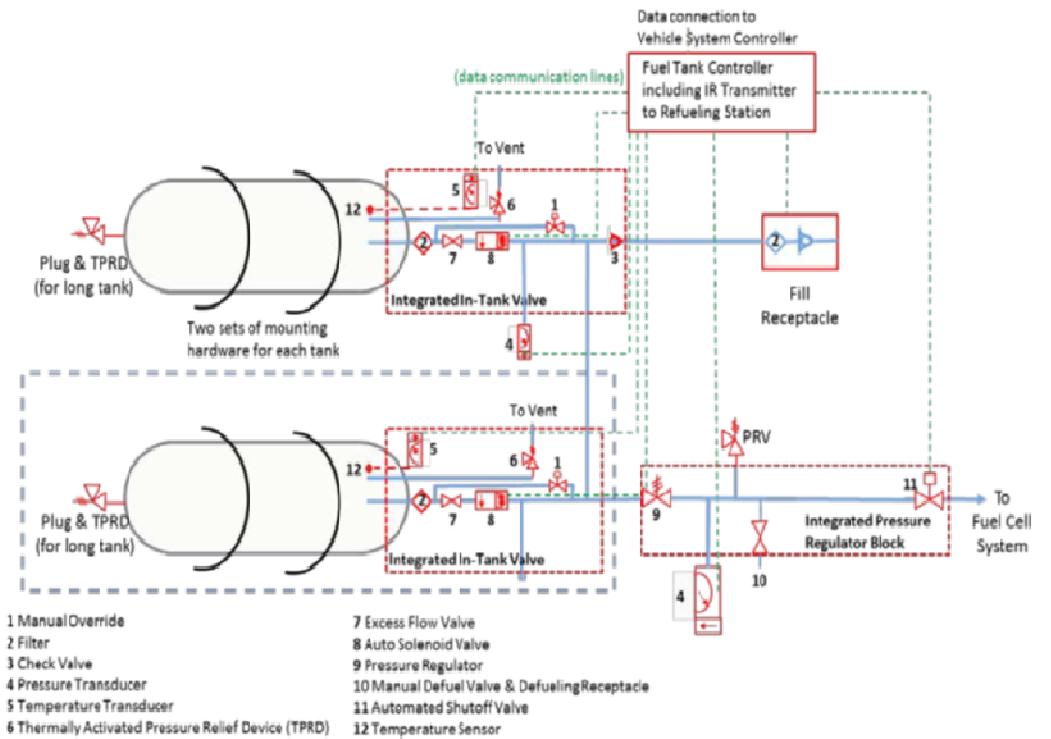 Data connection to
Vehicle System Controller
(data communication lines)
Fuel Tank Controller
including IR Transmitter
to Refueling Station
To Vent
5
6
1
12
2
7
8
3
2
Plug & TPRD
(for long tank)
Integrated In-Tank Valve
Fill
Receptacle
Two sets of mounting
hardware for each tank
4
To Vent
5
6
1
12
PRV
2
7
8
9
11
To
Fuel Cell
System
Plug & TPRD
(for long tank)
Integrated Pressure
Regulator Block
Integrated In-Tank Valve
10
4
1 Manual Override
2 Filter
3 Check Valve
4 Pressure Transducer
5 Temperature Transducer
6 Thermally Activated Pressure Relief Device (TPRD)
7 Excess Flow Valve
8 Auto Solenoid Valve
9 Pressure Regulator
10 Manual Defuel Valve & Defueling Receptacle
11 Automated Shutoff Valve
12 Temperature Sensor